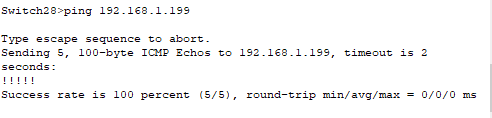 Switch28>ping 192.168.1.199
Type escape sequence to abort.
Sending 5, 100-byte ICMP Echos to 192.168.1.199, timeout is 2
seconds:
!!!!!
Success rate is 100 percent (5/5), round-trip min/avg/max = 0/0/0 ms